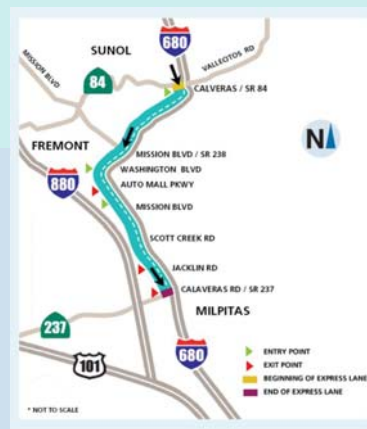 680
SUNOL
MISSION BLVD
VALLECITOS RD
84
CALVERAS / SR 84
N
FREMONT
MISSION BLVD / SR 238
WASHINGTON BLVD
880
AUTO MALL PKWY
MISSION BLVD
SCOTT CREEK RD
JACKLIN RD
CALAVERAS RD / SR 237
MILPITAS
237
101
680
ENTRY POINT
EXIT POINT
BEGINNING OF EXPRESS LANE
END OF EXPRESS LANE
* NOT TO SCALE